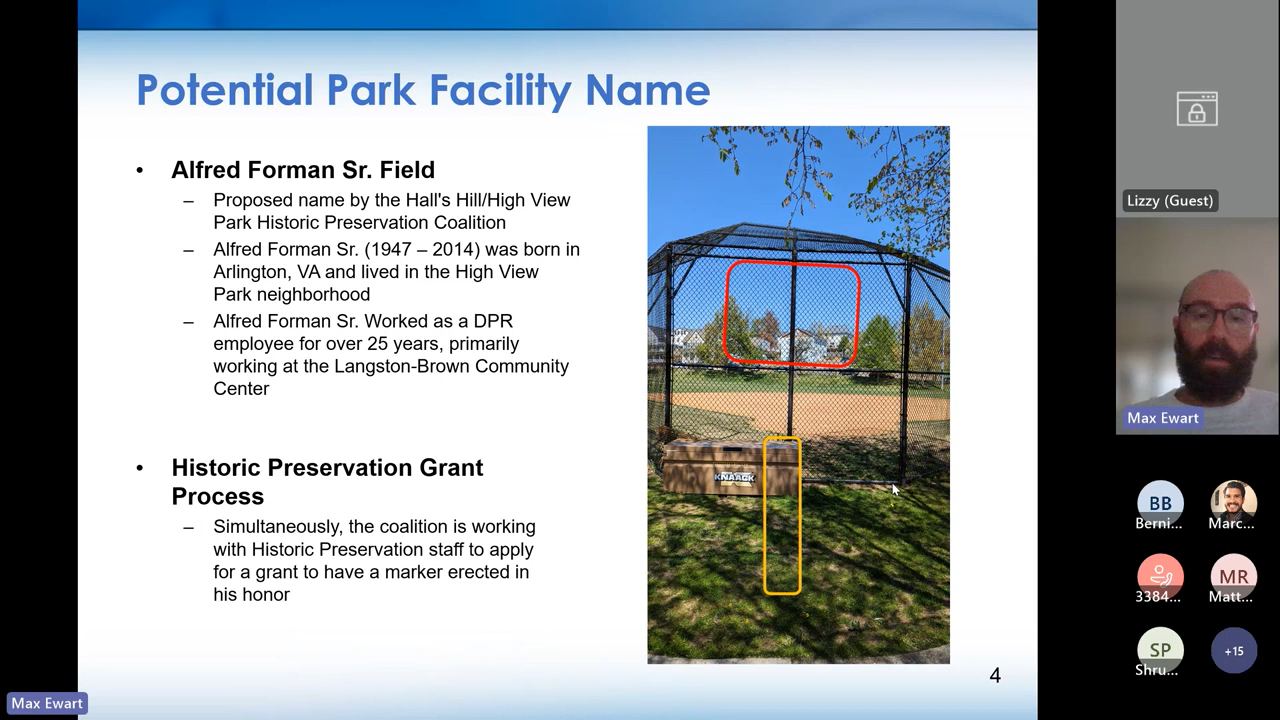 Potential Park Facility Name
• Alfred Forman Sr. Field
– Proposed name by the Hall's Hill/High View
Park Historic Preservation Coalition
– Alfred Forman Sr. (1947 – 2014) was born in
Arlington, VA and lived in the High View
Park neighborhood
– Alfred Forman Sr. Worked as a DPR
employee for over 25 years, primarily
working at the Langston-Brown Community
Center
• Historic Preservation Grant
Process
– Simultaneously, the coalition is working
with Historic Preservation staff to apply
for a grant to have a marker erected in
his honor
KNAACK
4
Max Ewart
Lizzy (Guest)
Max Ewart
BB
Berni...
Marc...
3384...
MR
Matt...
SP
Shru...
+15